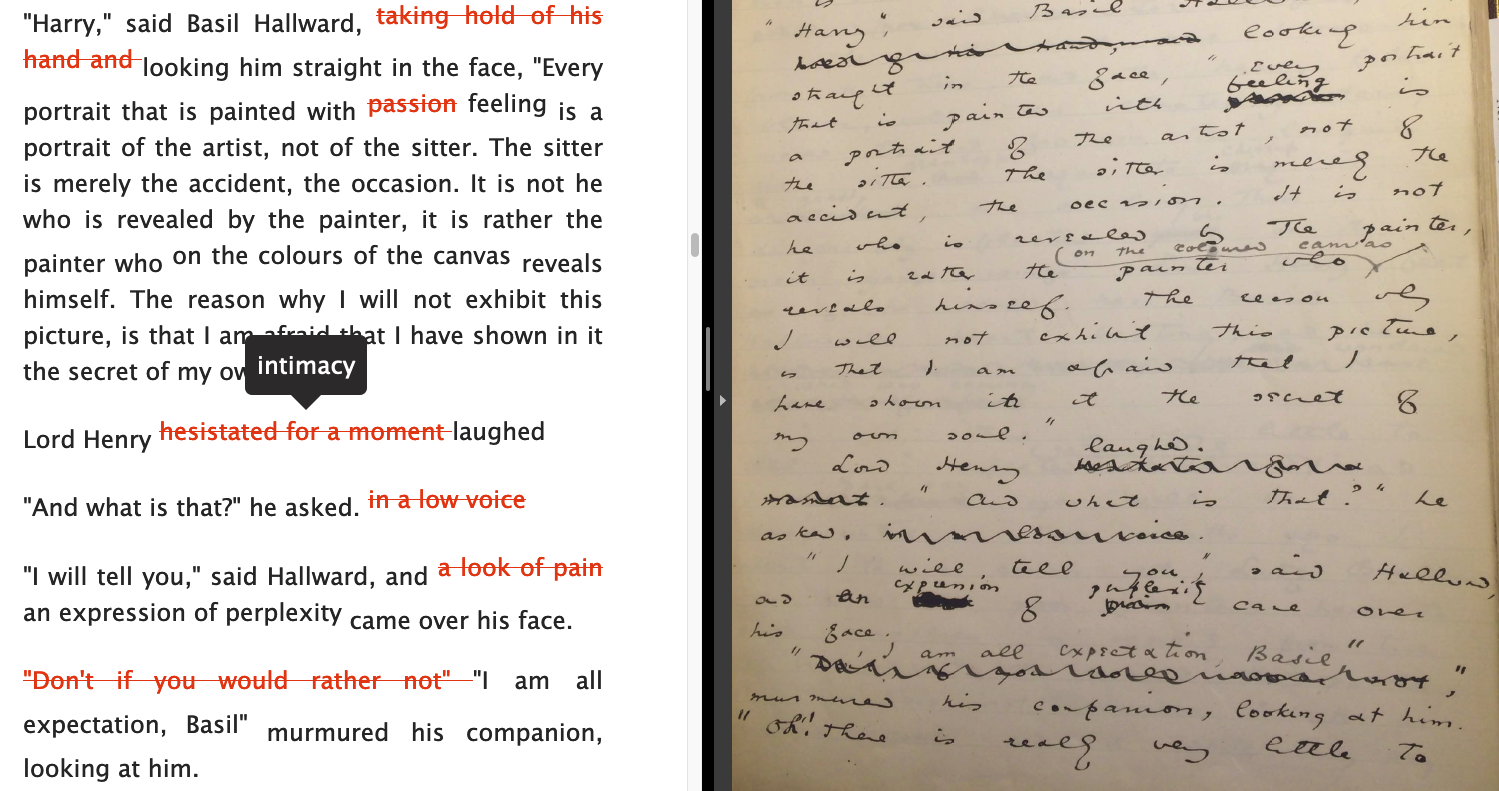 "Harry," said Basil Hallward, taking hold of his
hand and looking him straight in the face, "Every
portrait that is painted with passion feeling is a
portrait of the artist, not of the sitter. The sitter
is merely the accident, the occasion. It is not he
who is revealed by the painter, it is rather the
painter who on the colours of the canvas reveals
himself. The reason why I will not exhibit this
picture, is that I am afraid that I have shown in it
the secret of my ow
intimacy
Lord Henry hesistated for a moment laughed
"And what is that?" he asked. in a low voice
"I will tell you," said Hallward, and a look of pain
an expression of perplexity came over his face.
"Don't if you would rather not" "I am all
expectation, Basil" murmured his companion,
looking at him.
"Harry", said Basil
hold of his hand, and looking him
straight in the face, "Every portrait
feeling
that is painted with is
a portrait of the artist, not of
the sitter. The sitter is merely the
accident, the occasion. It is not
he who is revealed by the painter,
on the coloured canvas
it is rather the painter who
reveals himself. The reason why
I will not exhibit this picture,
is that I am afraid that I
have shown in it the secret of
my own soul."
laughed.
Lord Henry hesitated for a
moment. "And what is that?" he
asked. in a low voice.
"I will tell you," said Hallward,
expression perplexity
and an of pain came over
his face.
"I am all expectation, Basil"
"Don't if you would rather not",
murmured his companion, looking at him.
"Oh! There is really very little to